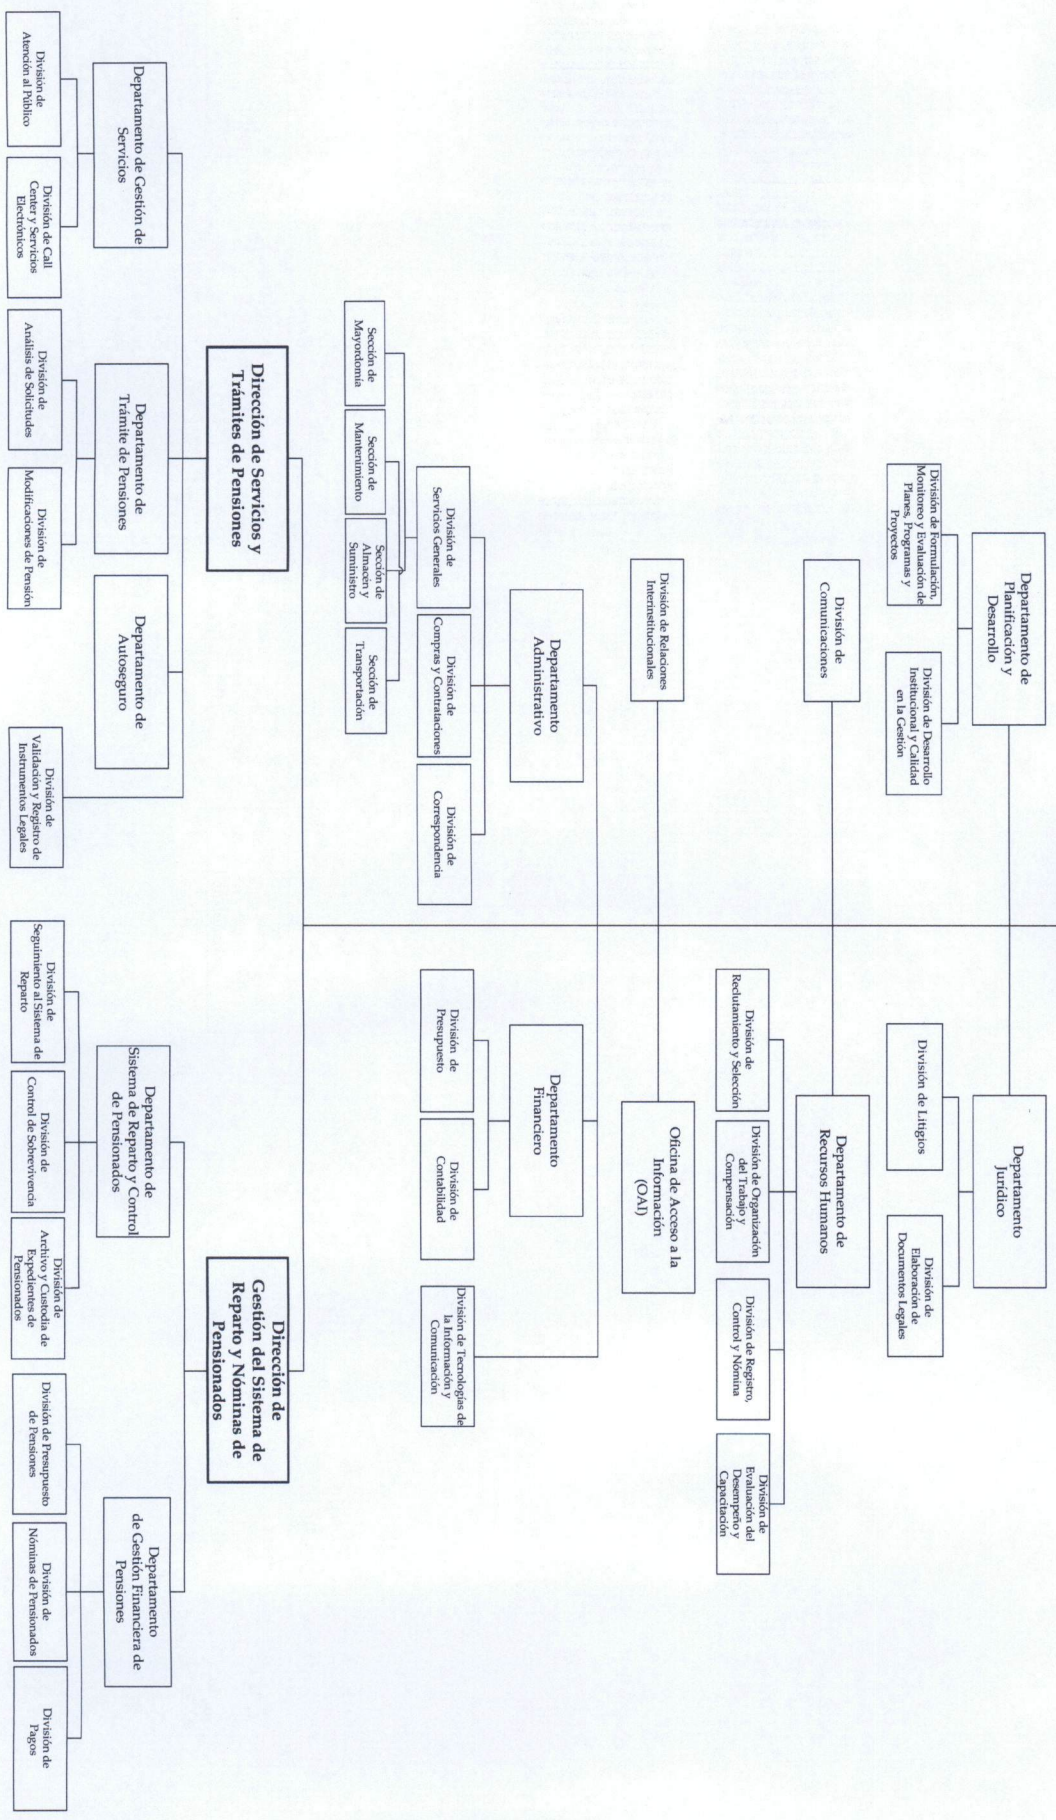 Departamento de
Planificación y
Desarrollo
Departamento
Jurídico
División de Formulación,
Monitoreo y Evaluación de
Planes, Programas y
Proyectos
División de Desarrollo
Institucional y Calidad
en la Gestión
División de Litigios
División de
Elaboración de
Documentos Legales
División de
Comunicaciones
Departamento de
Recursos Humanos
División de
Reclutamiento y Selección
División de Organización
del Trabajo y
Compensación
División de Registro,
Control y Nómina
División de
Evaluación del
Desempeño y
Capacitación
División de Relaciones
Interinstitucionales
Oficina de Acceso a la
Información
(OAI)
Departamento
Administrativo
Departamento
Financiero
División de
Servicios Generales
División de
Compras y Contrataciones
División de
Correspondencia
División de
Presupuesto
División de
Contabilidad
División de Tecnologías de
la Información y
Comunicación
Sección de
Mayordomía
Sección de
Mantenimiento
Sección de
Almacén y
Suministro
Sección de
Transportación
Dirección de Servicios y
Trámites de Pensiones
Dirección de
Gestión del Sistema de
Reparto y Nóminas de
Pensionados
Departamento de Gestión de
Servicios
Departamento de
Trámite de Pensiones
Departamento de
Autoseguro
Departamento de
Sistema de Reparto y Control
de Pensionados
Departamento
de Gestión Financiera de
Pensiones
División de
Atención al Público
División de Call
Center y Servicios
Electrónicos
División de
Análisis de Solicitudes
División de
Modificaciones de Pensión
División de
Validación y Registro de
Instrumentos Legales
División de
Seguimiento al Sistema de
Reparto
División de
Control de Sobrevivencia
División de
Archivo y Custodia de
Expedientes de
Pensionados
División de Presupuesto
de Pensiones
División de
Nóminas de Pensionados
División de
Pagos